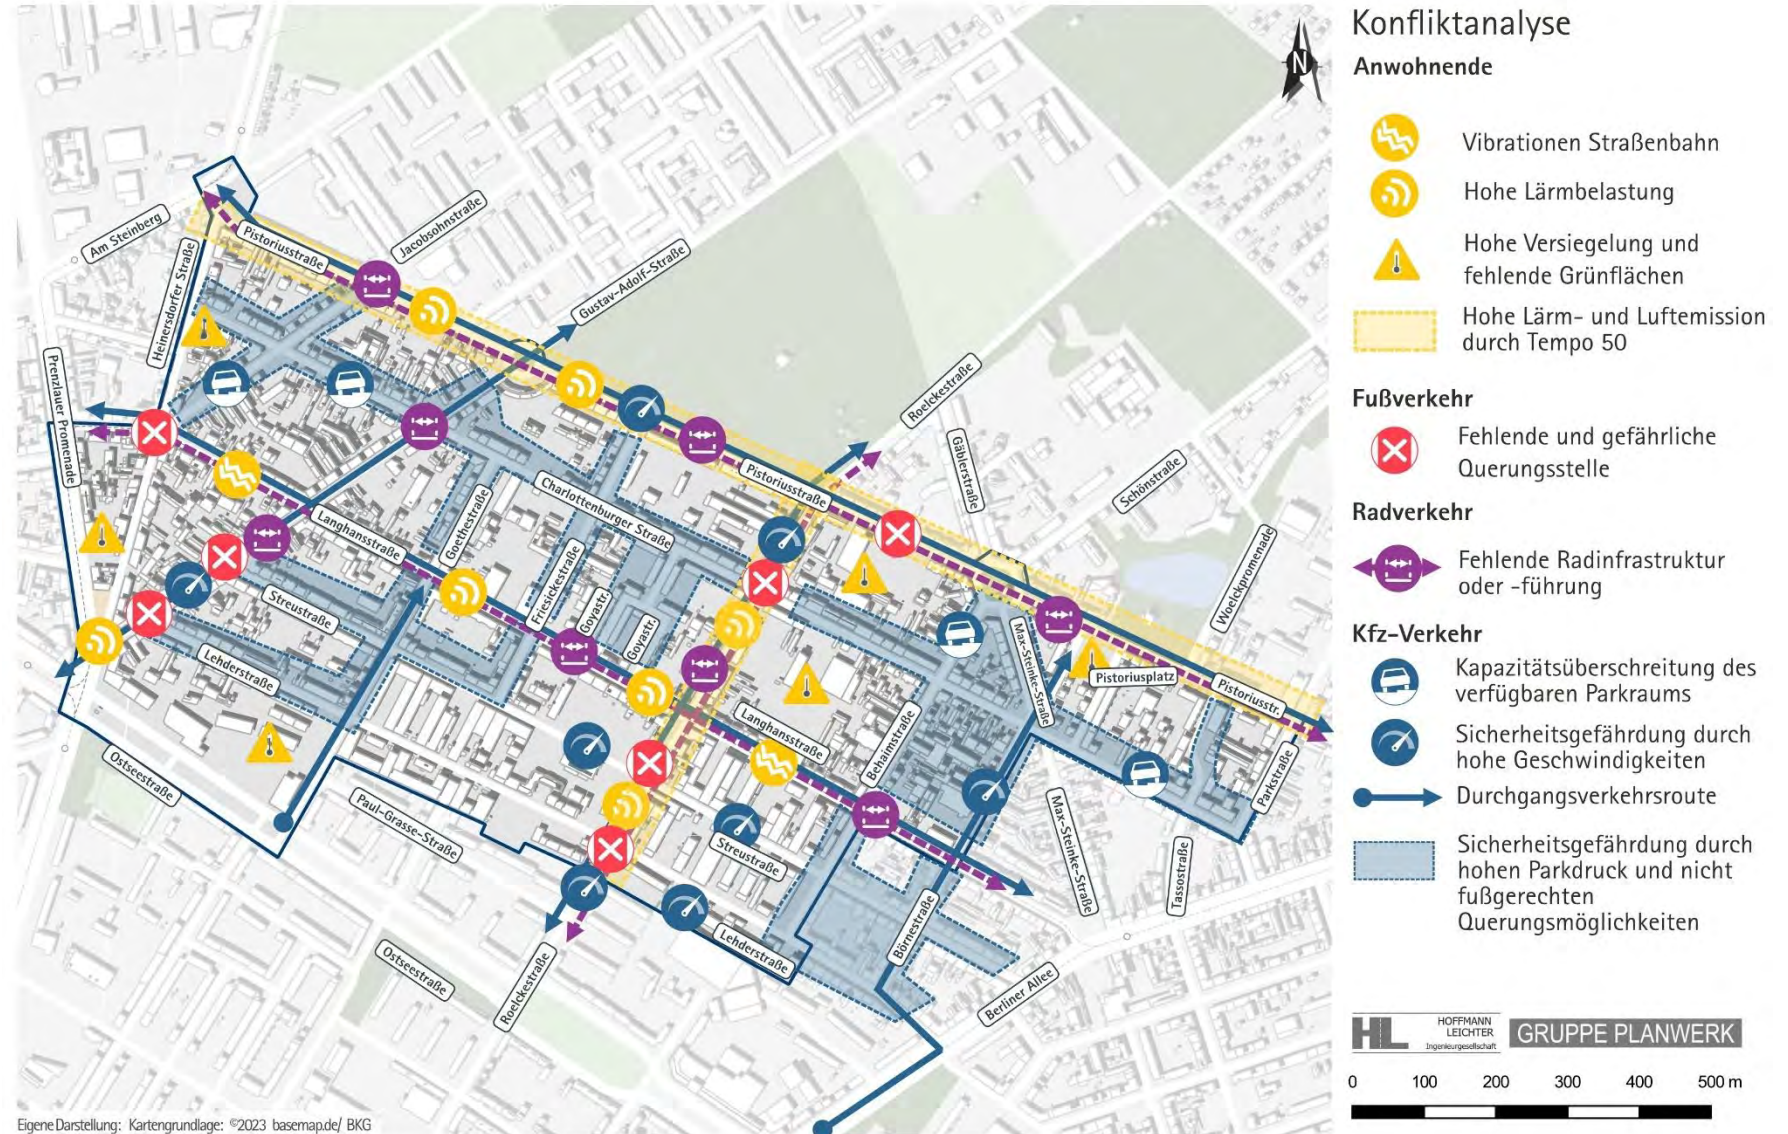 Konfliktanalyse
Anwohnende
Vibrationen Straßenbahn
Hohe Lärmbelastung
Hohe Versiegelung und
fehlende Grünflächen
Hohe Lärm- und Luftemission
durch Tempo 50
Fußverkehr
Fehlende und gefährliche
Querungsstelle
Radverkehr
Fehlende Radinfrastruktur
oder -führung
Kfz-Verkehr
Kapazitätsüberschreitung des
verfügbaren Parkraums
Sicherheitsgefährdung durch
hohe Geschwindigkeiten
Durchgangsverkehrsroute
Sicherheitsgefährdung durch
hohen Parkdruck und nicht
fußgerechten
Querungsmöglichkeiten
HL
HOFFMANN
LEICHTER
Ingenieurgesellschaft
GRUPPE PLANWERK
0 100 200 300 400 500 m
N
Am Steinberg
Heinersdorfer Straße
Pistoriusstraße
Jacobsohnstraße
Gustav-Adolf-Straße
Prenzlauer Promenade
Roelckestraße
Gäblerstraße
Schönstraße
Woelckpromenade
Pistoriusstraße
Charlottenburger Straße
Goethestraße
Langhansstraße
Friesickestraße
Goyastr.
Goyastr.
Streustraße
Lehderstraße
Max-Steinke-Straße
Pistoriusplatz
Pistoriusstr.
Langhansstraße
Behaimstraße
Parkstraße
Ostseestraße
Paul-Grasse-Straße
Streustraße
Max-Steinke-Straße
Tassostraße
Börnestraße
Lehderstraße
Ostseestraße
Roelckestraße
Berliner Allee
Eigene Darstellung: Kartengrundlage: ©2023 basemap.de/ BKG